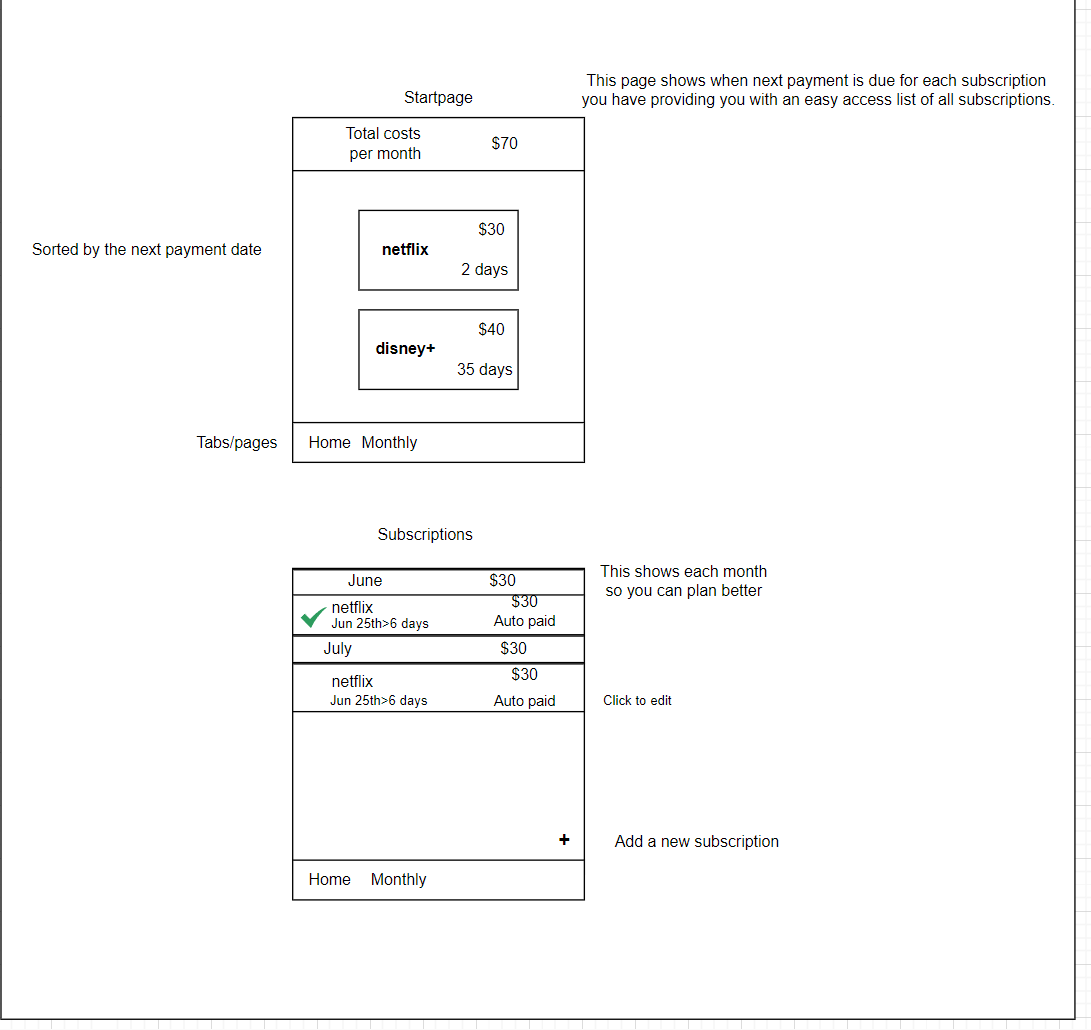 This page shows when next payment is due for each subscription
you have providing you with an easy access list of all subscriptions.
Startpage
Total costs
per month
$70
Sorted by the next payment date
$30
netflix
2 days
$40
disney+
35 days
Tabs/pages
Home Monthly
Subscriptions
This shows each month
so you can plan better
June $30
netflix $30
Jun 25th>6 days Auto paid
July $30
netflix $30
Jun 25th>6 days Auto paid
Click to edit
+
Add a new subscription
Home Monthly